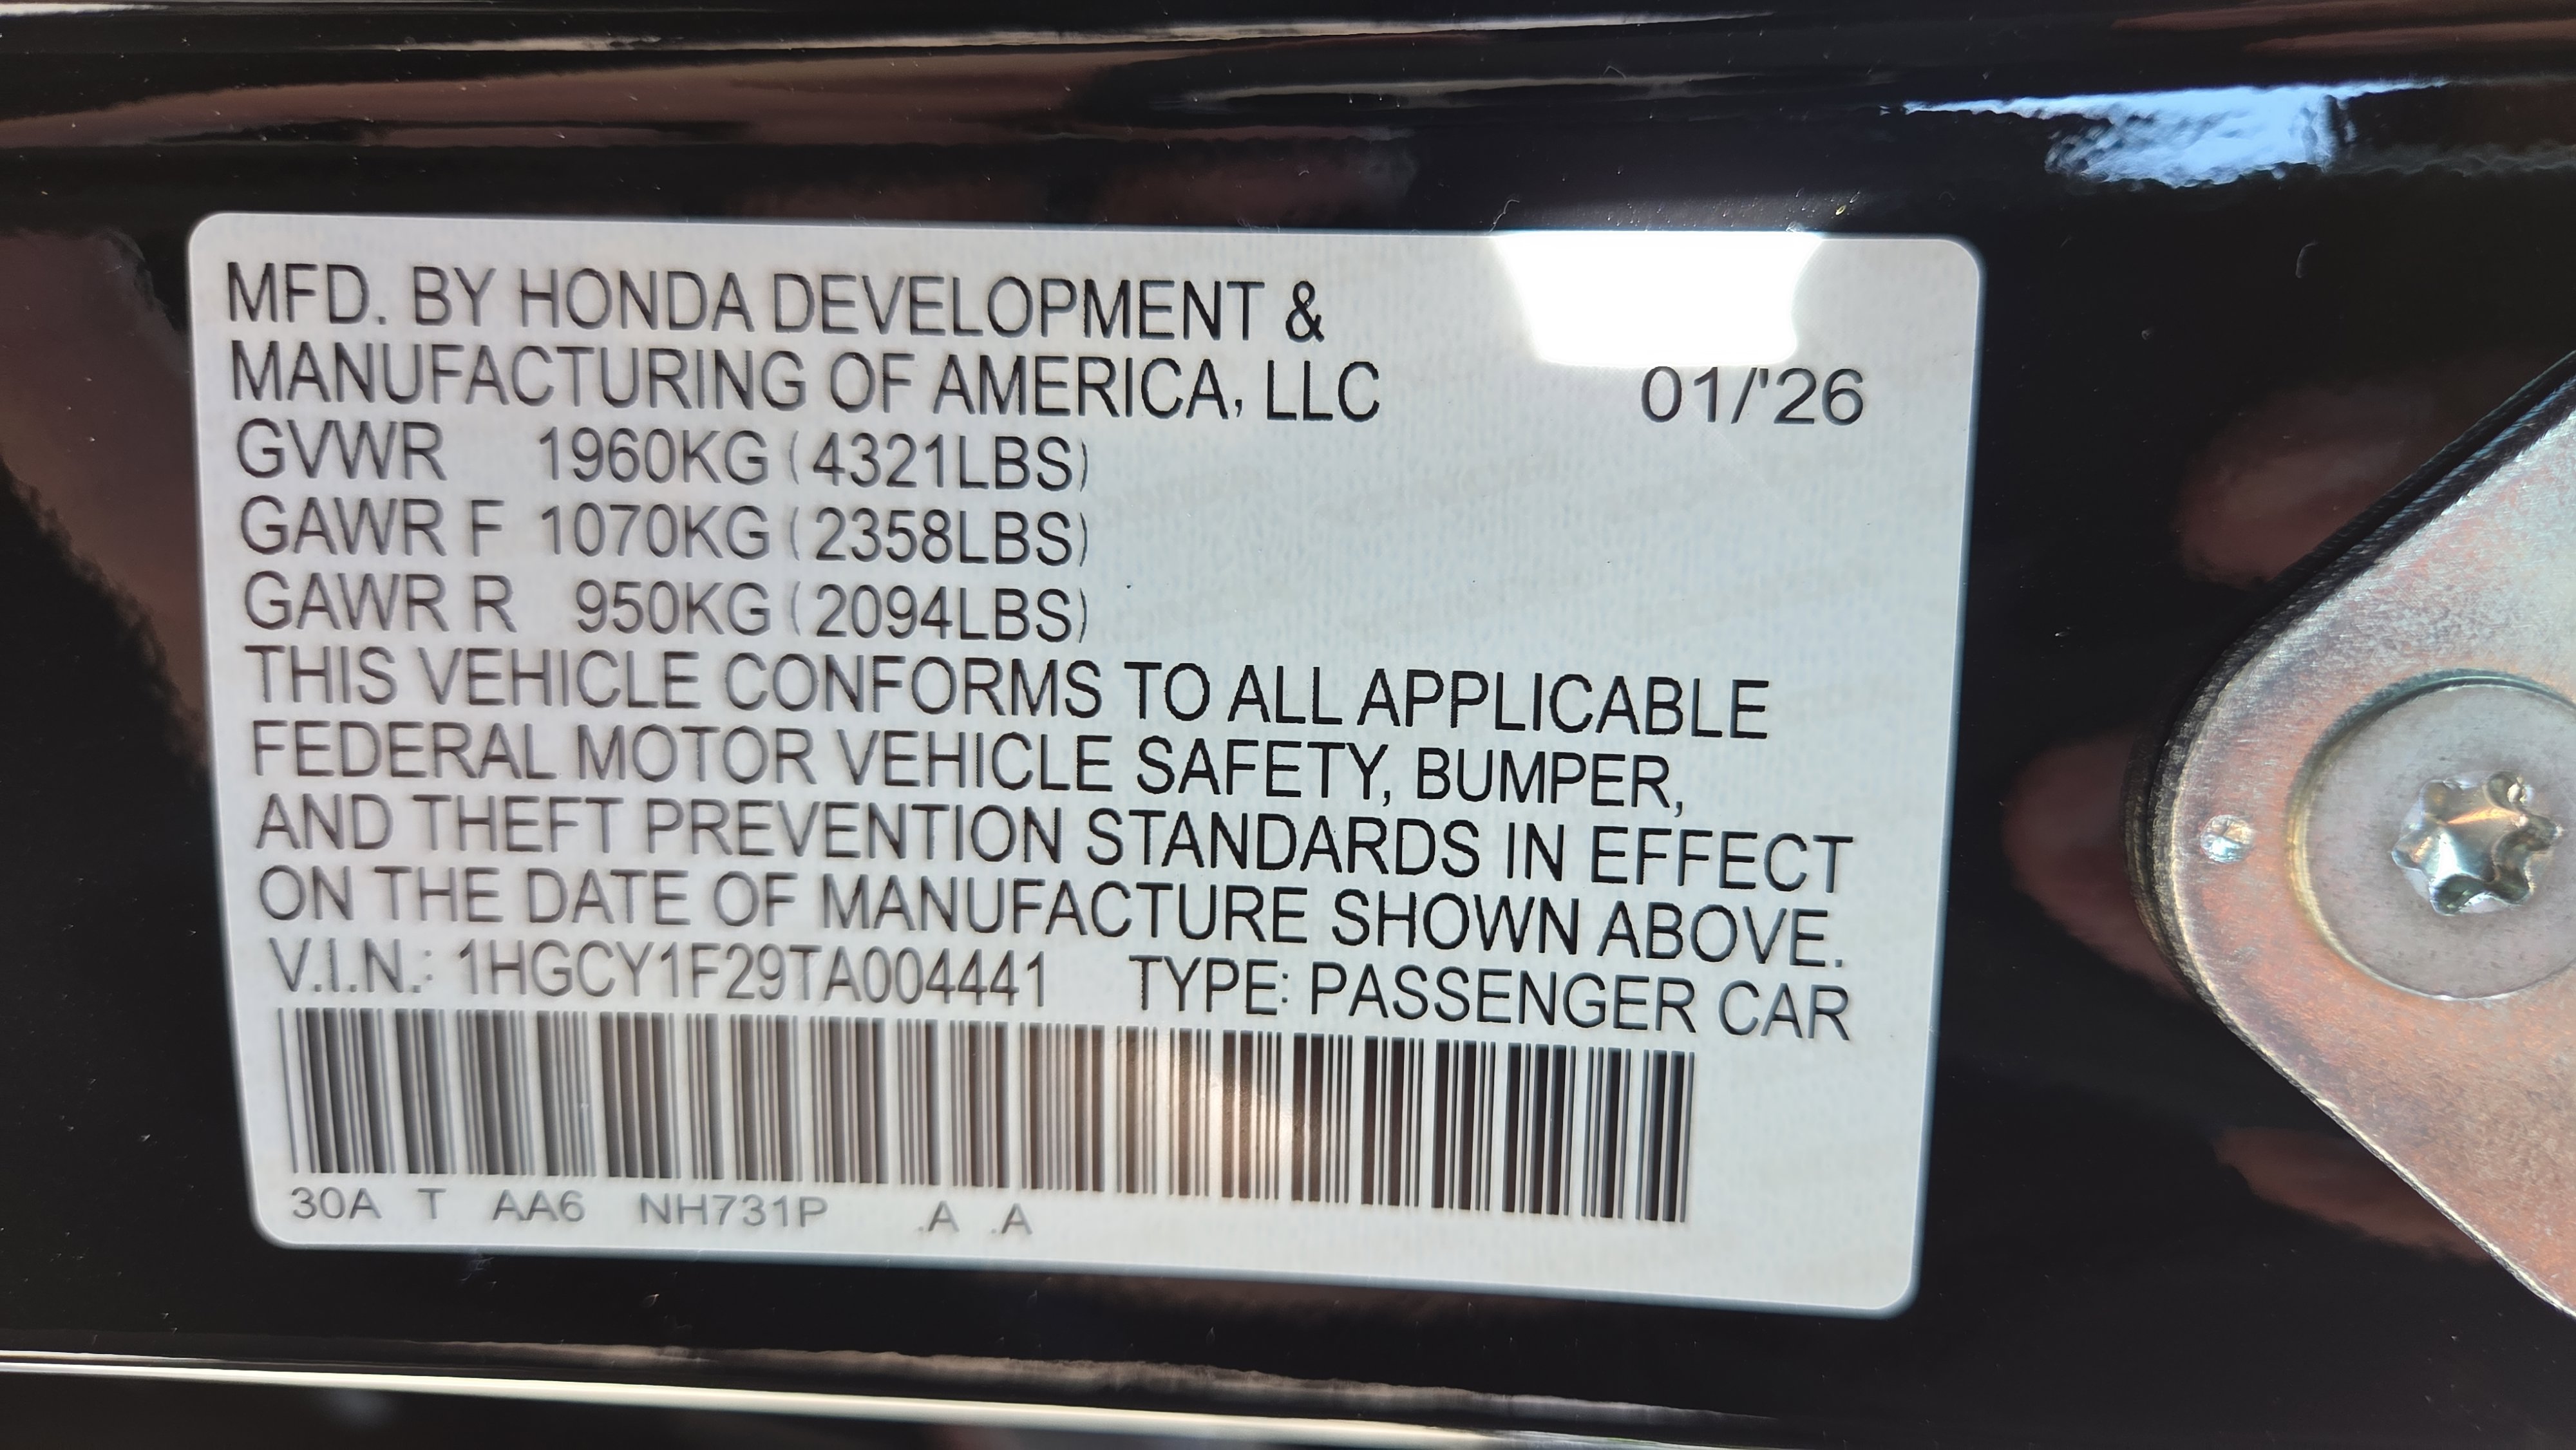 MFD. BY HONDA DEVELOPMENT &
MANUFACTURING OF AMERICA, LLC 01/'26
GVWR 1960KG (4321LBS)
GAWR F 1070KG (2358LBS)
GAWR R 950KG (2094LBS)
THIS VEHICLE CONFORMS TO ALL APPLICABLE
FEDERAL MOTOR VEHICLE SAFETY, BUMPER,
AND THEFT PREVENTION STANDARDS IN EFFECT
ON THE DATE OF MANUFACTURE SHOWN ABOVE.
V.I.N.: 1HGCY1F29TA004441 TYPE: PASSENGER CAR
30A T AA6 NH731P .A .A